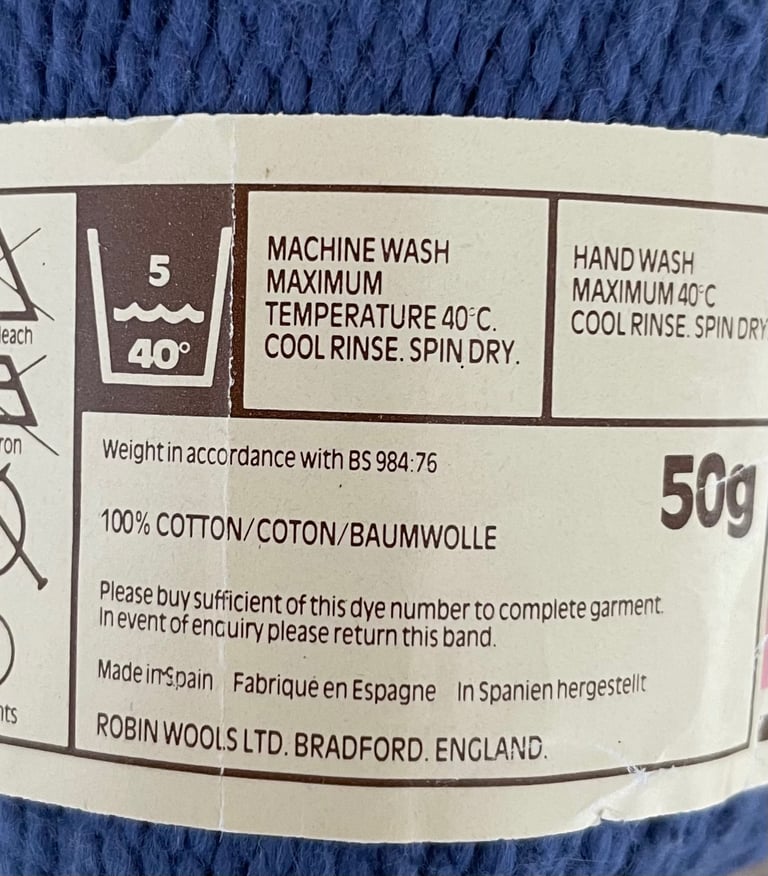 5
40°
MACHINE WASH
MAXIMUM
TEMPERATURE 40°C.
COOL RINSE. SPIN DRY.
HAND WASH
MAXIMUM 40°C
COOL RINSE. SPIN DRY
Weight in accordance with BS 984:76
50g
100% COTTON/COTON/BAUMWOLLE
Please buy sufficient of this dye number to complete garment.
In event of enquiry please return this band.
Made in Spain Fabriqué en Espagne In Spanien hergestellt
ROBIN WOOLS LTD. BRADFORD. ENGLAND.